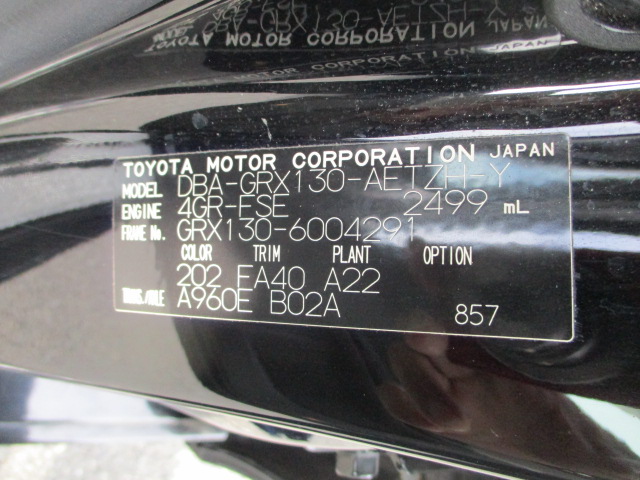 TOYOTA MOTOR CORPORATION JAPAN
MODEL DBA-GRX130-AETZH-Y
ENGINE 4GR-FSE 2499 mL
FRAME No. GRX130-6004291
COLOR TRIM PLANT OPTION
202 FA40 A22
TRANS./AXLE A960E B02A
857